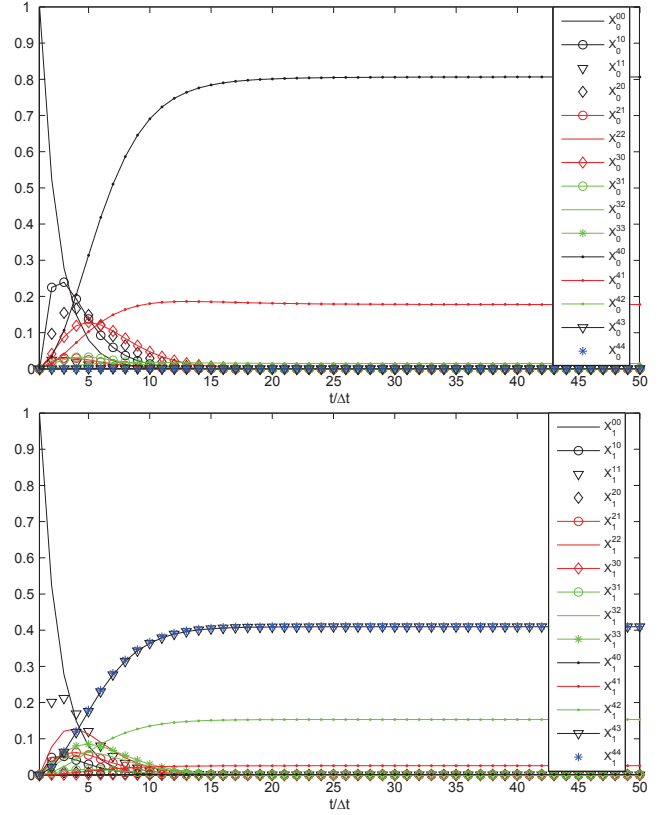 1
0.9
0.8
0.7
0.6
0.5
0.4
0.3
0.2
0.1
0
5 10 15 20 25 30 35 40 45 50
t/Δt
X₀⁰⁰
X₀¹⁰
X₀¹¹
X₀²⁰
X₀²¹
X₀²²
X₀³⁰
X₀³¹
X₀³²
X₀³³
X₀⁴⁰
X₀⁴¹
X₀⁴²
X₀⁴³
X₀⁴⁴
1
0.9
0.8
0.7
0.6
0.5
0.4
0.3
0.2
0.1
0
5 10 15 20 25 30 35 40 45 50
t/Δt
X₁⁰⁰
X₁¹⁰
X₁¹¹
X₁²⁰
X₁²¹
X₁²²
X₁³⁰
X₁³¹
X₁³²
X₁³³
X₁⁴⁰
X₁⁴¹
X₁⁴²
X₁⁴³
X₁⁴⁴